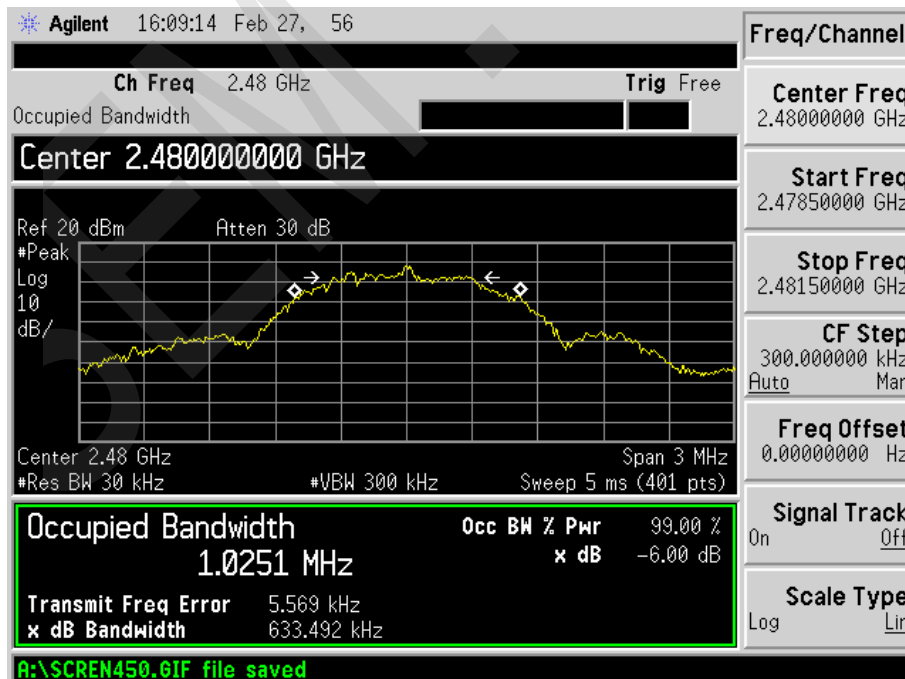 Agilent 16:09:14 Feb 27, 56
Ch Freq 2.48 GHz Trig Free
Occupied Bandwidth
Center 2.480000000 GHz
Ref 20 dBm Atten 30 dB
#Peak
Log
10
dB/
Center 2.48 GHz Span 3 MHz
#Res BW 30 kHz #VBW 300 kHz Sweep 5 ms (401 pts)
Occupied Bandwidth
1.0251 MHz
Occ BW % Pwr 99.00 %
x dB -6.00 dB
Transmit Freq Error 5.569 kHz
x dB Bandwidth 633.492 kHz
A:\SCREN450.GIF file saved
Freq/Channel
Center Freq
2.48000000 GHz
Start Freq
2.47850000 GHz
Stop Freq
2.48150000 GHz
CF Step
300.000000 kHz
Auto Man
Freq Offset
0.00000000 Hz
Signal Track
On Off
Scale Type
Log Lin